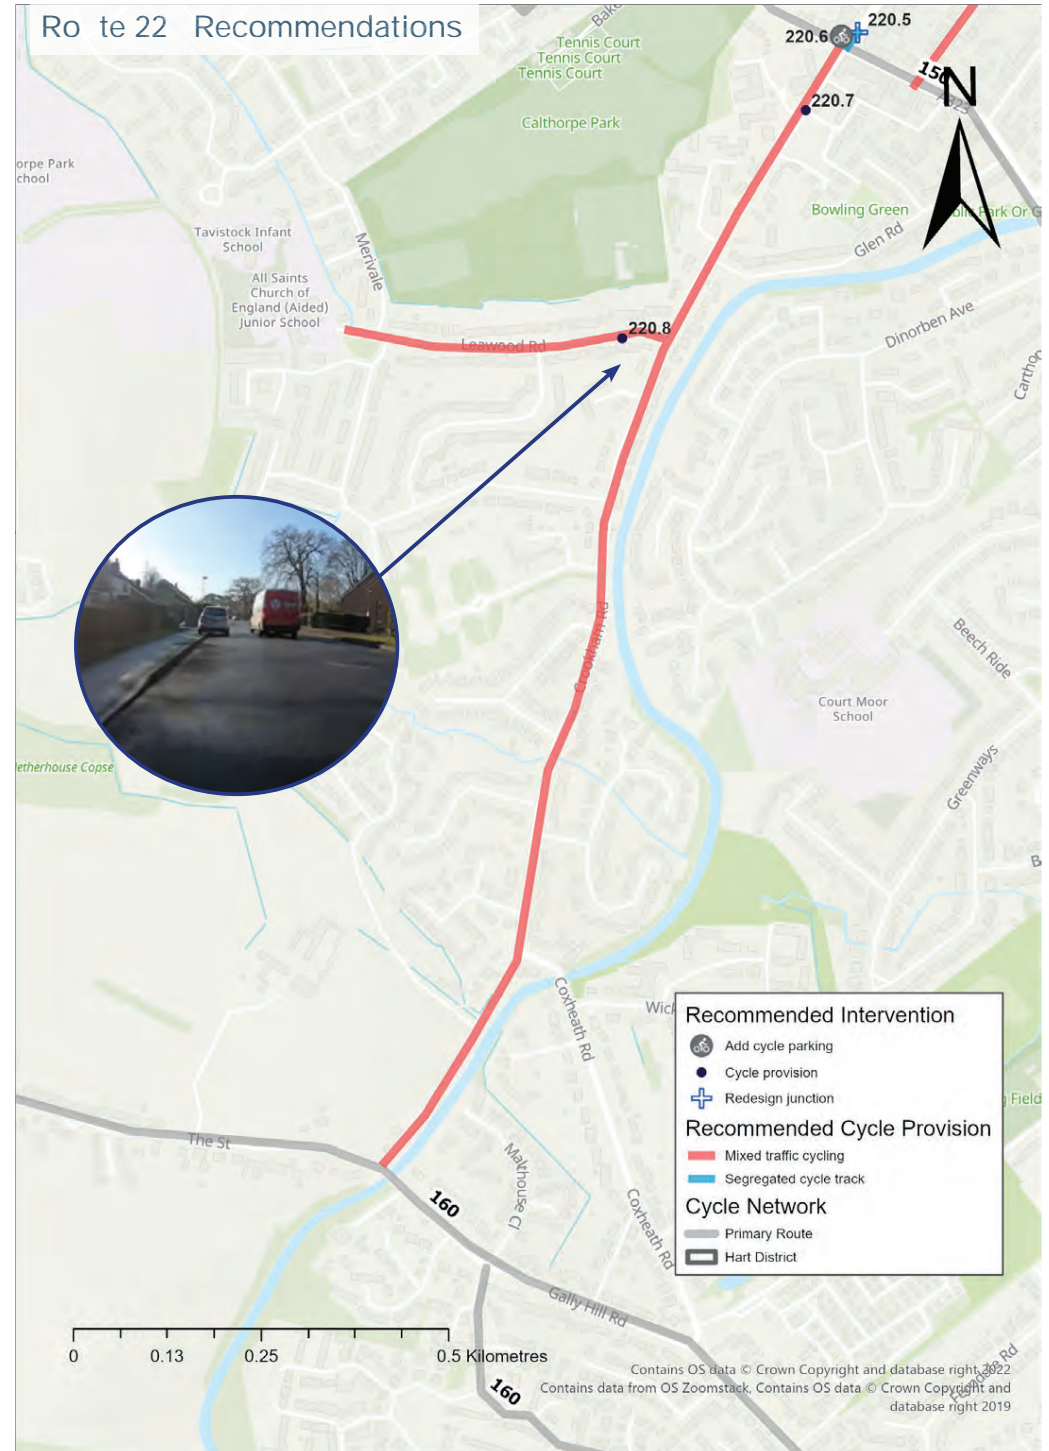 Ro te 22 Recommendations
220.5
220.6
150
N
220.7
A323
Tennis Court
Tennis Court
Tennis Court
Calthorpe Park
orpe Park
chool
Bowling Green
Park Or G
Glen Rd
Tavistock Infant
School
Merivale
All Saints
Church of
England (Aided)
Junior School
220.8
Leawood Rd
Dinorben Ave
Crookham Rd
Beech Ride
Court Moor
School
etherhouse Copse
Greenways
Coxheath Rd
Wick
Recommended Intervention
Add cycle parking
Cycle provision
Redesign junction
Recommended Cycle Provision
Mixed traffic cycling
Segregated cycle track
Cycle Network
Primary Route
Hart District
g Field
The St
160
Malthouse Cl
Coxheath Rd
Gally Hill Rd
160
0
0.13
0.25
0.5 Kilometres
Contains OS data © Crown Copyright and database right 2022
Contains data from OS Zoomstack, Contains OS data © Crown Copyright and
database right 2019